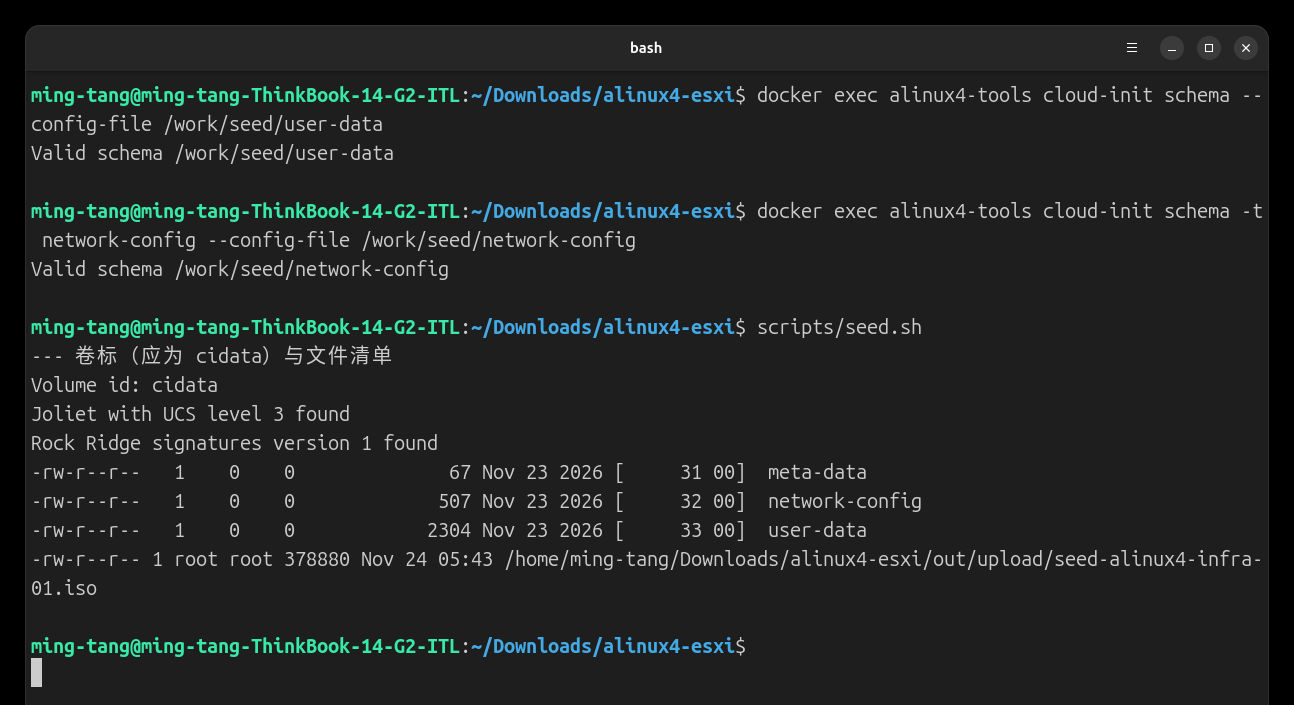 bash
ming-tang@ming-tang-ThinkBook-14-G2-ITL:~/Downloads/alinux4-esxi$ docker exec alinux4-tools cloud-init schema --
config-file /work/seed/user-data
Valid schema /work/seed/user-data
ming-tang@ming-tang-ThinkBook-14-G2-ITL:~/Downloads/alinux4-esxi$ docker exec alinux4-tools cloud-init schema -t
 network-config --config-file /work/seed/network-config
Valid schema /work/seed/network-config
ming-tang@ming-tang-ThinkBook-14-G2-ITL:~/Downloads/alinux4-esxi$ scripts/seed.sh
--- 卷标（应为 cidata）与文件清单
Volume id: cidata
Joliet with UCS level 3 found
Rock Ridge signatures version 1 found
-rw-r--r--   1    0    0              67 Nov 23 2026 [     31 00]  meta-data
-rw-r--r--   1    0    0             507 Nov 23 2026 [     32 00]  network-config
-rw-r--r--   1    0    0            2304 Nov 23 2026 [     33 00]  user-data
-rw-r--r-- 1 root root 378880 Nov 24 05:43 /home/ming-tang/Downloads/alinux4-esxi/out/upload/seed-alinux4-infra-
01.iso
ming-tang@ming-tang-ThinkBook-14-G2-ITL:~/Downloads/alinux4-esxi$